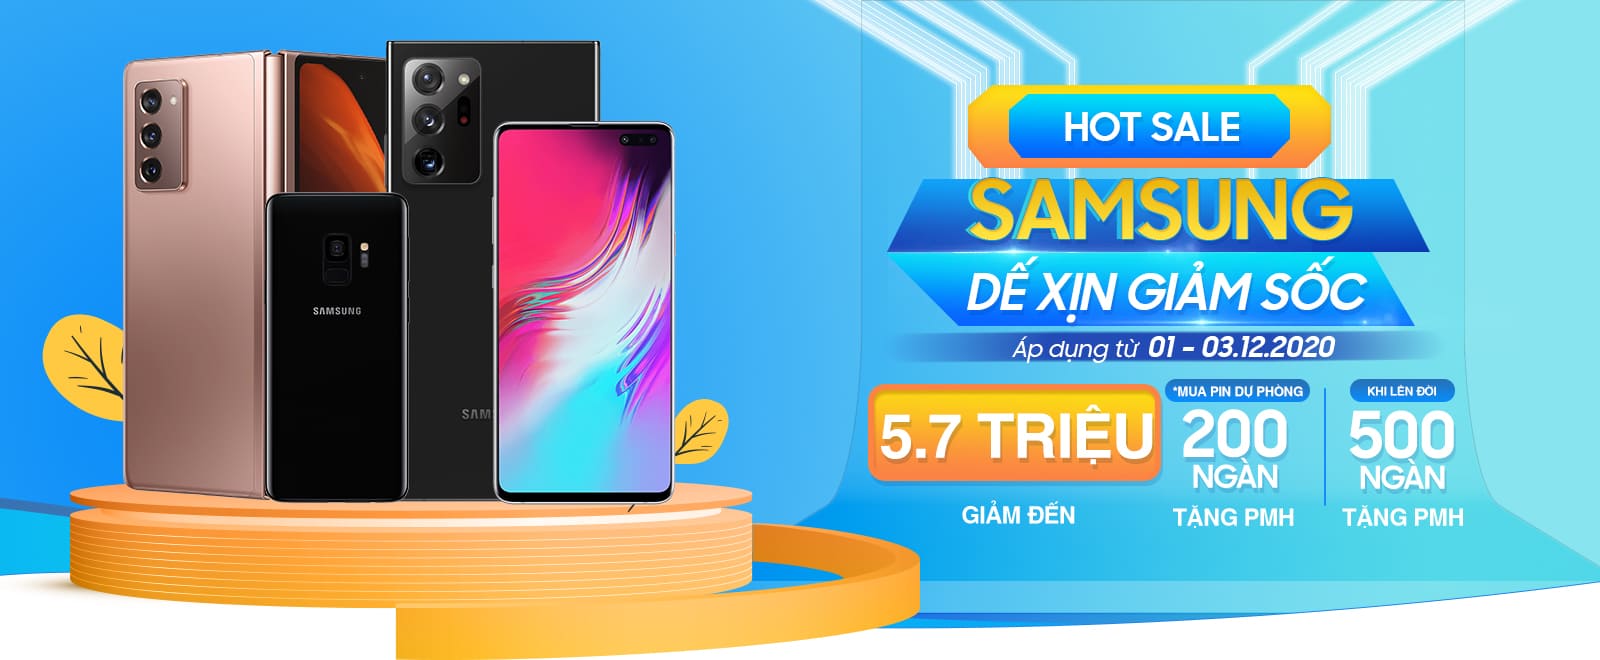 HOT SALE
SAMSUNG
DẾ XỊN GIẢM SỐC
Áp dụng từ 01 - 03.12.2020
5.7 TRIỆU
GIẢM ĐẾN
*MUA PIN DỰ PHÒNG
200
NGÀN
TẶNG PMH
KHI LÊN ĐỜI
500
NGÀN
TẶNG PMH
SAMSUNG
SAMS